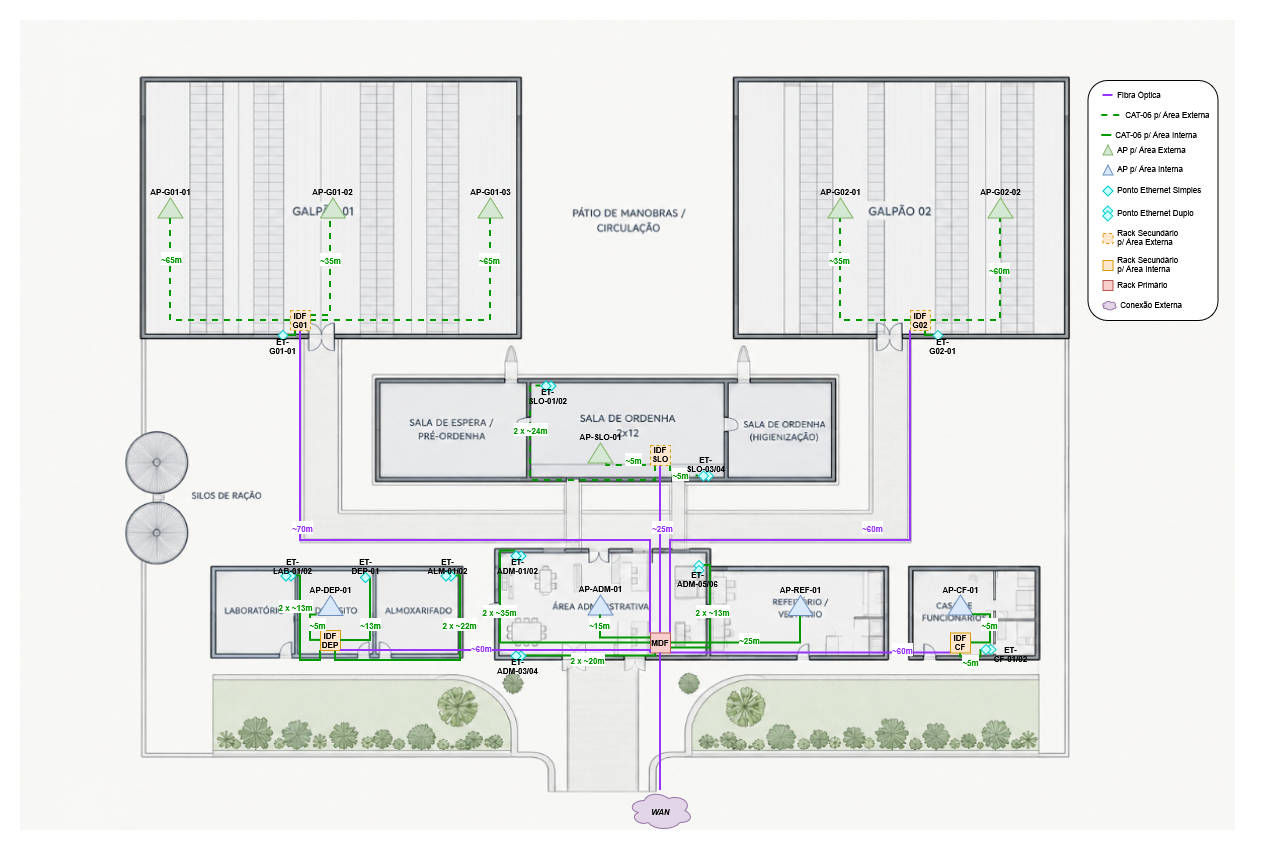 Fibra Óptica
CAT-06 p/ Área Externa
CAT-06 p/ Área Interna
AP p/ Área Externa
AP p/ Área Interna
Ponto Ethernet Simples
Ponto Ethernet Duplo
Rack Secundário
p/ Área Externa
Rack Secundário
p/ Área Interna
Rack Primário
Conexão Externa
AP-G01-01
AP-G01-02
AP-G01-03
GALPÃO 01
~65m
~35m
~65m
IDF
G01
ET-
G01-01
PÁTIO DE MANOBRAS /
CIRCULAÇÃO
AP-G02-01
AP-G02-02
GALPÃO 02
~35m
~60m
IDF
G02
ET-
G02-01
SALA DE ESPERA /
PRÉ-ORDENHA
ET-
SLO-01/02
SALA DE ORDENHA
2x12
2 x ~24m
AP-SLO-01
~5m
IDF
SLO
ET-
SLO-03/04
~5m
SALA DE ORDENHA
(HIGIENIZAÇÃO)
SILOS DE RAÇÃO
~70m
~25m
~60m
ET-
LAB-01/02
ET-
DEP-01
ET-
ALM-01/02
AP-DEP-01
LABORATÓRIO
2 x ~13m
DEPÓSITO
ALMOXARIFADO
~5m
~13m
2 x ~22m
IDF
DEP
~60m
ET-
ADM-01/02
ET-
ADM-05/06
AP-ADM-01
ÁREA ADMINISTRATIVA
2 x ~35m
2 x ~13m
~15m
MDF
2 x ~20m
ET-
ADM-03/04
AP-REF-01
REFEITÓRIO /
VESTIÁRIO
~25m
~60m
AP-CF-01
CASA DE
FUNCIONÁRIOS
~5m
IDF
CF
ET-
CF-01/02
~5m
WAN